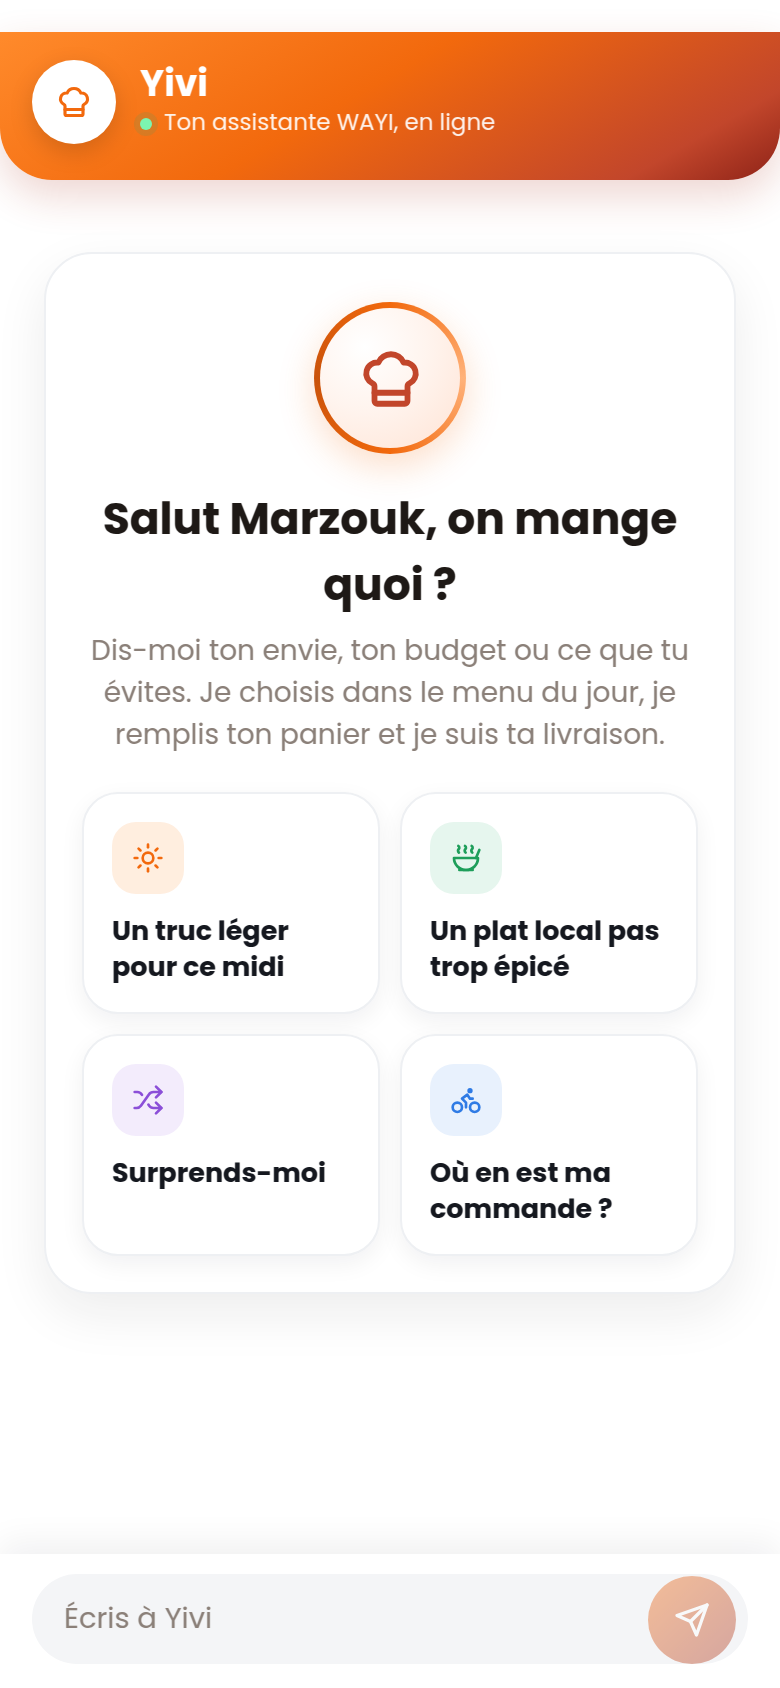 Yivi
Ton assistante WAYI, en ligne
Salut Marzouk, on mange
quoi ?
Dis-moi ton envie, ton budget ou ce que tu
évites. Je choisis dans le menu du jour, je
remplis ton panier et je suis ta livraison.
Un truc léger
pour ce midi
Un plat local pas
trop épicé
Surprends-moi
Où en est ma
commande ?
Écris à Yivi